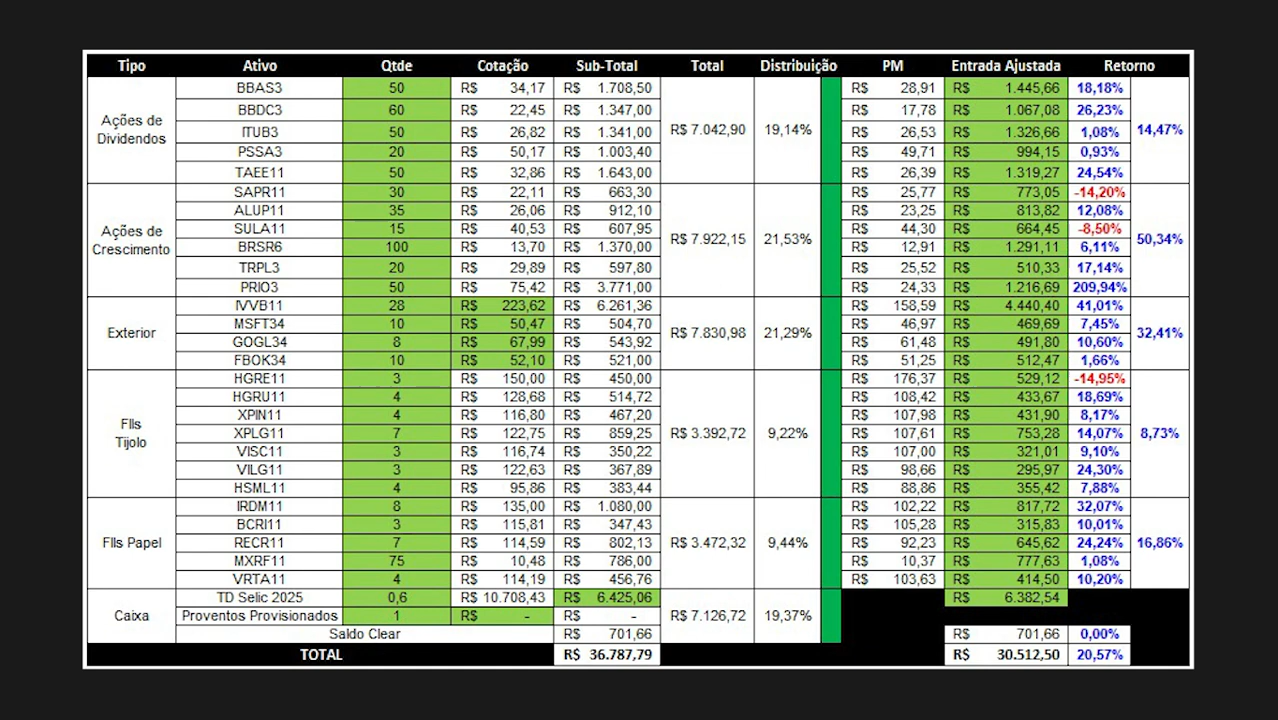 Tipo Ativo Qtde Cotação Sub-Total Total Distribuição PM Entrada Ajustada Retorno
Ações de Dividendos R$ 7.042,90 19,14% 14,47%
BBAS3 50 R$ 34,17 R$ 1.708,50 R$ 28,91 R$ 1.445,66 18,18%
BBDC3 60 R$ 22,45 R$ 1.347,00 R$ 17,78 R$ 1.067,08 26,23%
ITUB3 50 R$ 26,82 R$ 1.341,00 R$ 26,53 R$ 1.326,66 1,08%
PSSA3 20 R$ 50,17 R$ 1.003,40 R$ 49,71 R$ 994,15 0,93%
TAEE11 50 R$ 32,86 R$ 1.643,00 R$ 26,39 R$ 1.319,27 24,54%
Ações de Crescimento R$ 7.922,15 21,53% 50,34%
SAPR11 30 R$ 22,11 R$ 663,30 R$ 25,77 R$ 773,05 -14,20%
ALUP11 35 R$ 26,06 R$ 912,10 R$ 23,25 R$ 813,82 12,08%
SULA11 15 R$ 40,53 R$ 607,95 R$ 44,30 R$ 664,45 -8,50%
BRSR6 100 R$ 13,70 R$ 1.370,00 R$ 12,91 R$ 1.291,11 6,11%
TRPL3 20 R$ 29,89 R$ 597,80 R$ 25,52 R$ 510,33 17,14%
PRIO3 50 R$ 75,42 R$ 3.771,00 R$ 24,33 R$ 1.216,69 209,94%
Exterior R$ 7.830,98 21,29% 32,41%
IVVB11 28 R$ 223,62 R$ 6.261,36 R$ 158,59 R$ 4.440,40 41,01%
MSFT34 10 R$ 50,47 R$ 504,70 R$ 46,97 R$ 469,69 7,45%
GOGL34 8 R$ 67,99 R$ 543,92 R$ 61,48 R$ 491,80 10,60%
FBOK34 10 R$ 52,10 R$ 521,00 R$ 51,25 R$ 512,47 1,66%
FIIs Tijolo R$ 3.392,72 9,22% 8,73%
HGRE11 3 R$ 150,00 R$ 450,00 R$ 176,37 R$ 529,12 -14,95%
HGRU11 4 R$ 128,68 R$ 514,72 R$ 108,42 R$ 433,67 18,69%
XPIN11 4 R$ 116,80 R$ 467,20 R$ 107,98 R$ 431,90 8,17%
XPLG11 7 R$ 122,75 R$ 859,25 R$ 107,61 R$ 753,28 14,07%
VISC11 3 R$ 116,74 R$ 350,22 R$ 107,00 R$ 321,01 9,10%
VILG11 3 R$ 122,63 R$ 367,89 R$ 98,66 R$ 295,97 24,30%
HSML11 4 R$ 95,86 R$ 383,44 R$ 88,86 R$ 355,42 7,88%
FIIs Papel R$ 3.472,32 9,44% 16,86%
IRDM11 8 R$ 135,00 R$ 1.080,00 R$ 102,22 R$ 817,72 32,07%
BCRI11 3 R$ 115,81 R$ 347,43 R$ 105,28 R$ 315,83 10,01%
RECR11 7 R$ 114,59 R$ 802,13 R$ 92,23 R$ 645,62 24,24%
MXRF11 75 R$ 10,48 R$ 786,00 R$ 10,37 R$ 777,63 1,08%
VRTA11 4 R$ 114,19 R$ 456,76 R$ 103,63 R$ 414,50 10,20%
Caixa R$ 7.126,72 19,37%
TD Selic 2025 0,6 R$ 10.708,43 R$ 6.425,06 R$ 6.382,54
Proventos Provisionados 1 R$ - R$ -
Saldo Clear R$ 701,66 R$ 701,66 0,00%
TOTAL R$ 36.787,79 R$ 30.512,50 20,57%